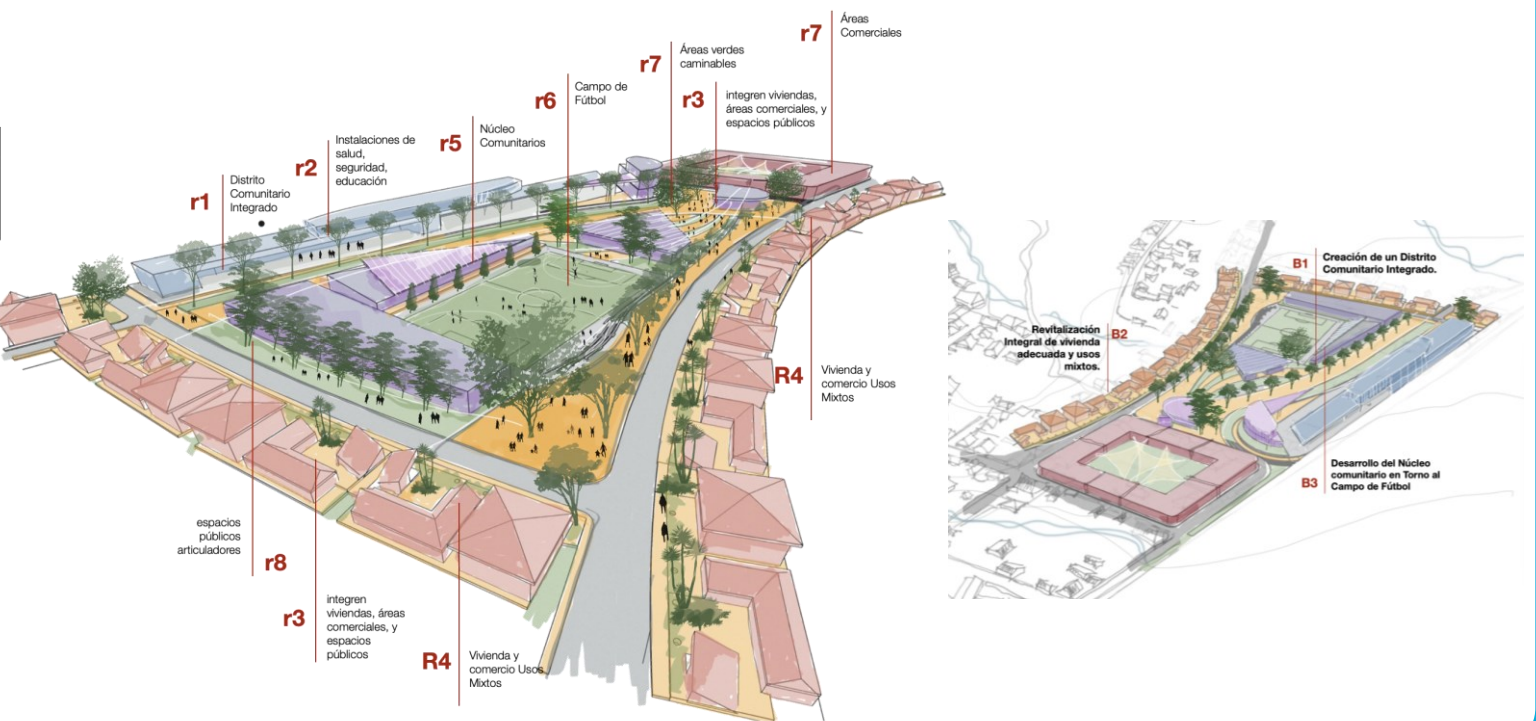 r7
Áreas
Comerciales
r7
Áreas verdes
caminables
r6
Campo de
Fútbol
r3
integren viviendas,
áreas comerciales, y
espacios públicos
r5
Núcleo
Comunitarios
r2
Instalaciones de
salud,
seguridad,
educación
r1
Distrito
Comunitario
Integrado
R4
Vivienda y
comercio Usos
Mixtos
espacios
públicos
articuladores
r8
r3
integren
viviendas, áreas
comerciales, y
espacios
públicos
R4
Vivienda y
comercio Usos
Mixtos
B1
Creación de un Distrito
Comunitario Integrado.
Revitalización
Integral de vivienda
adecuada y usos
mixtos.
B2
B3
Desarrollo del Núcleo
comunitario en Torno al
Campo de Fútbol